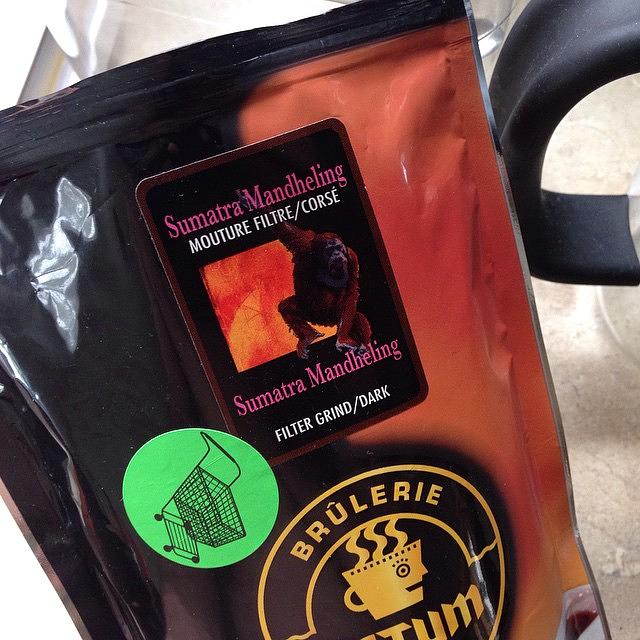 Sumatra Mandheling
MOUTURE FILTRE/CORSÉ
Sumatra Mandheling
FILTER GRIND/DARK
BRÛLERIE